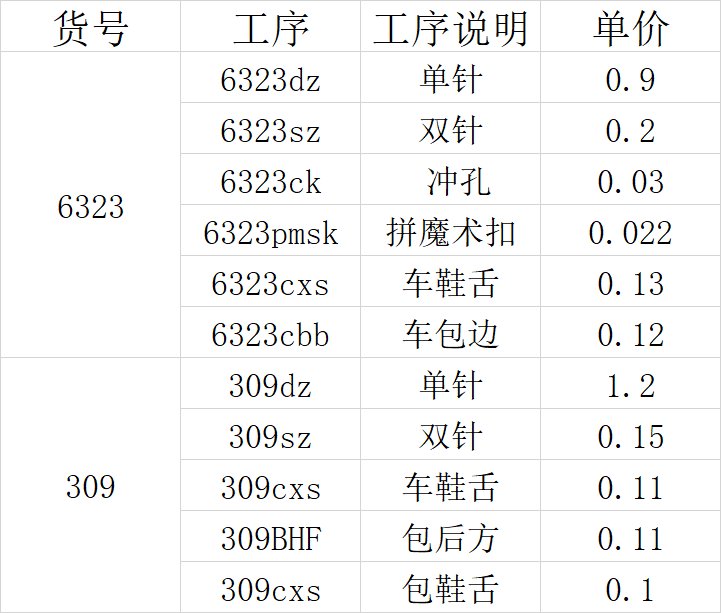 货号 工序 工序说明 单价
6323dz 单针 0.9
6323sz 双针 0.2
6323ck 冲孔 0.03
6323
6323pmsk 拼魔术扣 0.022
6323cxs 车鞋舌 0.13
6323cbb 车包边 0.12
309dz 单针 1.2
309sz 双针 0.15
309 309cxs 车鞋舌 0.11
309BHF 包后方 0.11
309cxs 包鞋舌 0.1